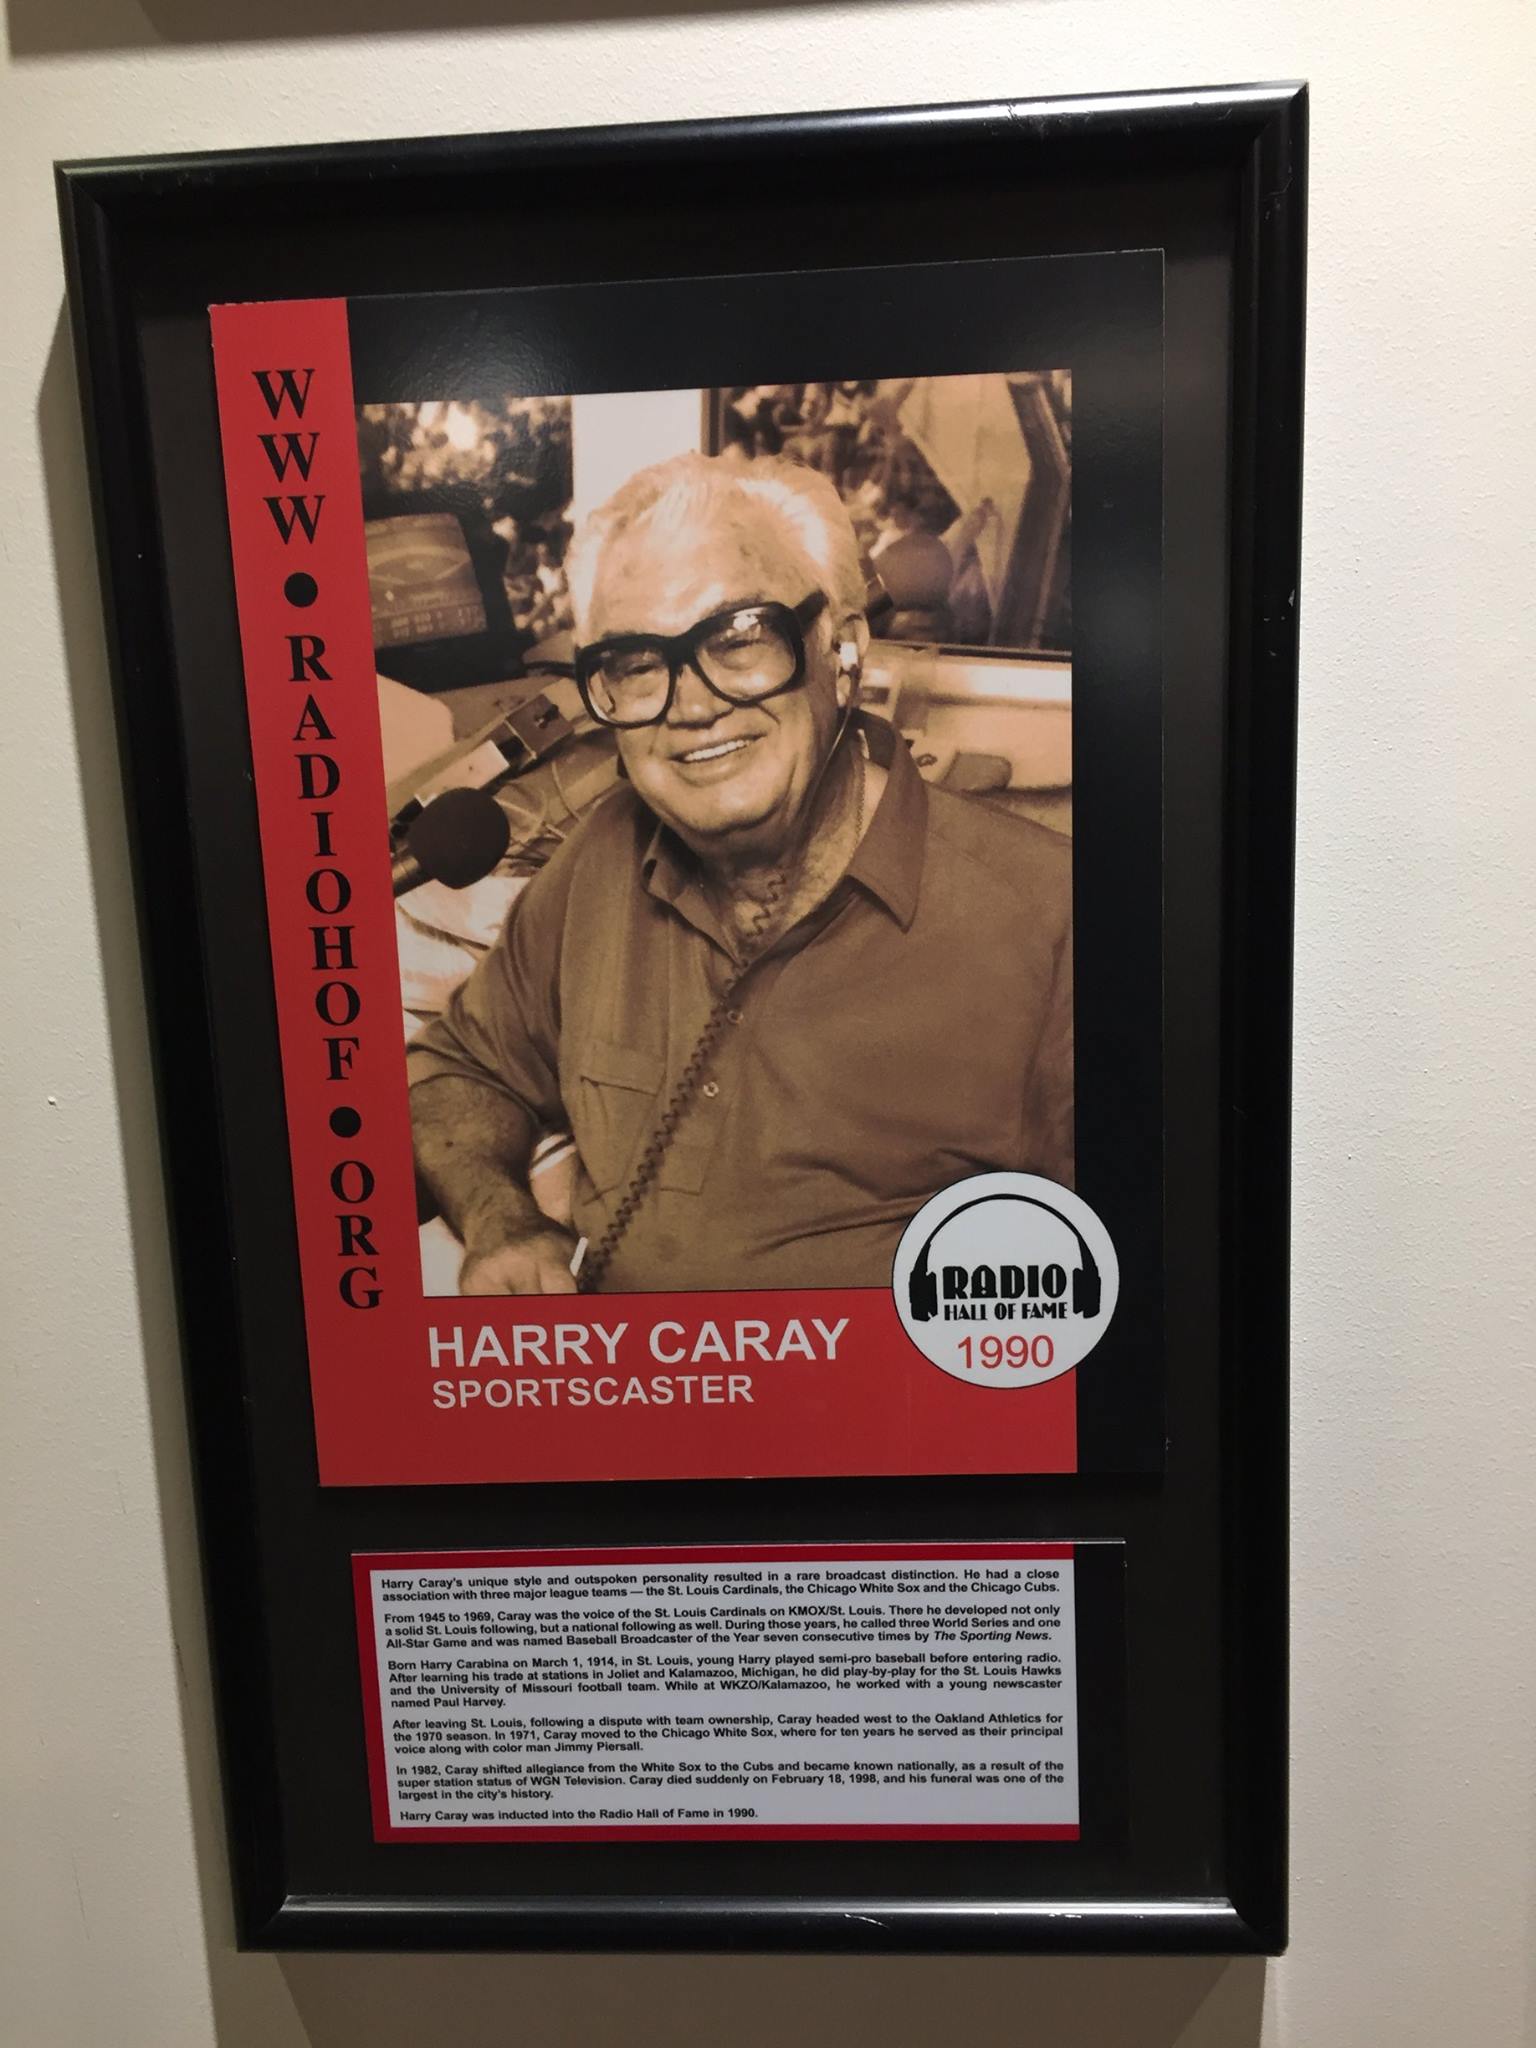 WWW•RADIOHOF•ORG
HARRY CARAY
SPORTSCASTER
RADIO
HALL OF FAME
1990
Harry Caray's unique style and outspoken personality resulted in a rare broadcast distinction. He had a close
association with three major league teams — the St. Louis Cardinals, the Chicago White Sox and the Chicago Cubs.
From 1945 to 1969, Caray was the voice of the St. Louis Cardinals on KMOX/St. Louis. There he developed not only
a solid St. Louis following, but a national following as well. During those years, he called three World Series and one
All-Star Game and was named Baseball Broadcaster of the Year seven consecutive times by The Sporting News.
Born Harry Carabina on March 1, 1914, in St. Louis, young Harry played semi-pro baseball before entering radio.
After learning his trade at stations in Joliet and Kalamazoo, Michigan, he did play-by-play for the St. Louis Hawks
and the University of Missouri football team. While at WKZO/Kalamazoo, he worked with a young newscaster
named Paul Harvey.
After leaving St. Louis, following a dispute with team ownership, Caray headed west to the Oakland Athletics for
the 1970 season. In 1971, Caray moved to the Chicago White Sox, where for ten years he served as their principal
voice along with color man Jimmy Piersall.
In 1982, Caray shifted allegiance from the White Sox to the Cubs and became known nationally, as a result of the
super station status of WGN Television. Caray died suddenly on February 18, 1998, and his funeral was one of the
largest in the city's history.
Harry Caray was inducted into the Radio Hall of Fame in 1990.